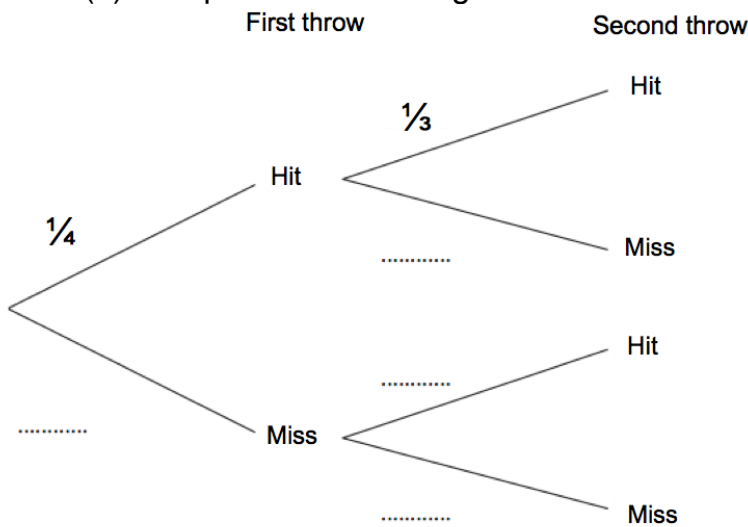 First throw
Second throw
Hit
⅓
Hit
¼
Miss
............
Hit
............
Miss
............
............
Miss